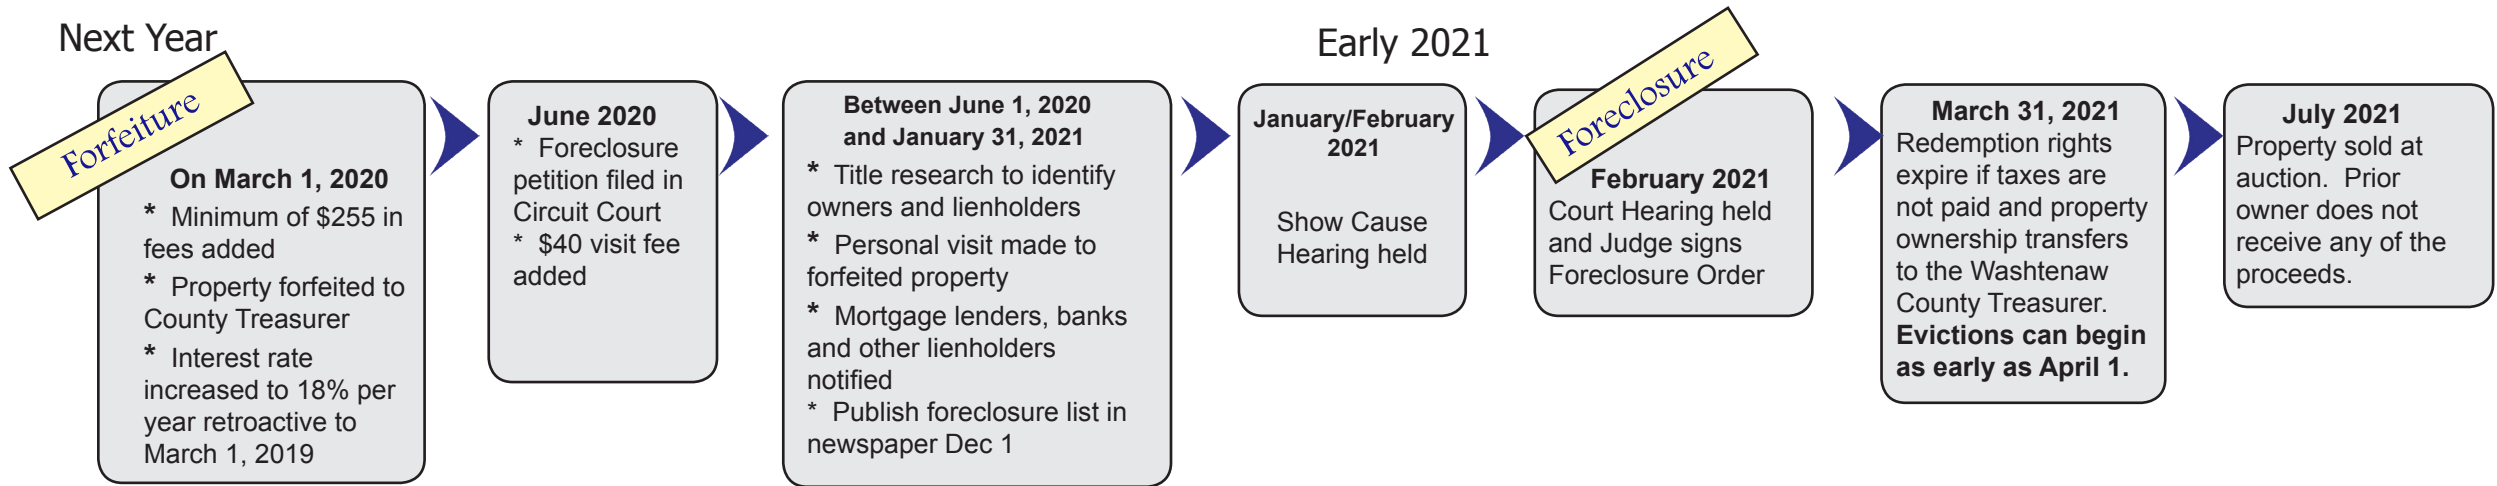 Next Year
Forfeiture
On March 1, 2020
* Minimum of $255 in
fees added
* Property forfeited to
County Treasurer
* Interest rate
increased to 18% per
year retroactive to
March 1, 2019
June 2020
* Foreclosure
petition filed in
Circuit Court
* $40 visit fee
added
Between June 1, 2020
and January 31, 2021
* Title research to identify
owners and lienholders
* Personal visit made to
forfeited property
* Mortgage lenders, banks
and other lienholders
notified
* Publish foreclosure list in
newspaper Dec 1
Early 2021
January/February
2021
Show Cause
Hearing held
Foreclosure
February 2021
Court Hearing held
and Judge signs
Foreclosure Order
March 31, 2021
Redemption rights
expire if taxes are
not paid and property
ownership transfers
to the Washtenaw
County Treasurer.
Evictions can begin
as early as April 1.
July 2021
Property sold at
auction.  Prior
owner does not
receive any of the
proceeds.